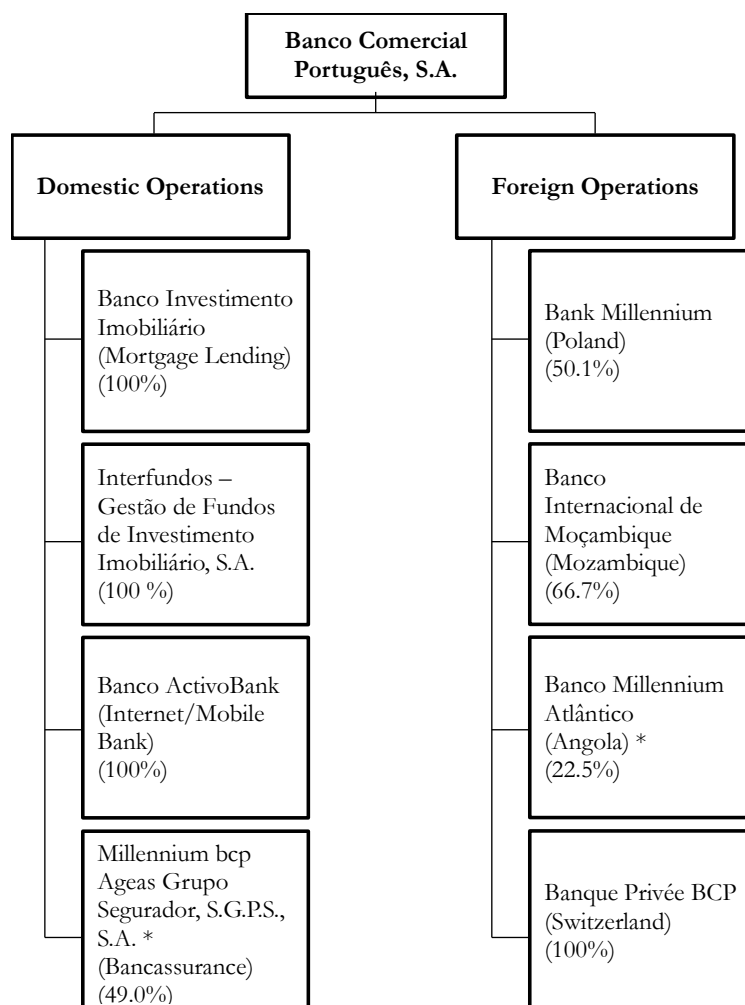 Banco Comercial
Português, S.A.
Domestic Operations
Foreign Operations
Banco Investimento
Imobiliário
(Mortgage Lending)
(100%)
Interfundos –
Gestão de Fundos
de Investimento
Imobiliário, S.A.
(100 %)
Banco ActivoBank
(Internet/Mobile
Bank)
(100%)
Millennium bcp
Ageas Grupo
Segurador, S.G.P.S.,
S.A. *
(Bancassurance)
(49.0%)
Bank Millennium
(Poland)
(50.1%)
Banco
Internacional de
Moçambique
(Mozambique)
(66.7%)
Banco Millennium
Atlântico
(Angola) *
(22.5%)
Banque Privée BCP
(Switzerland)
(100%)